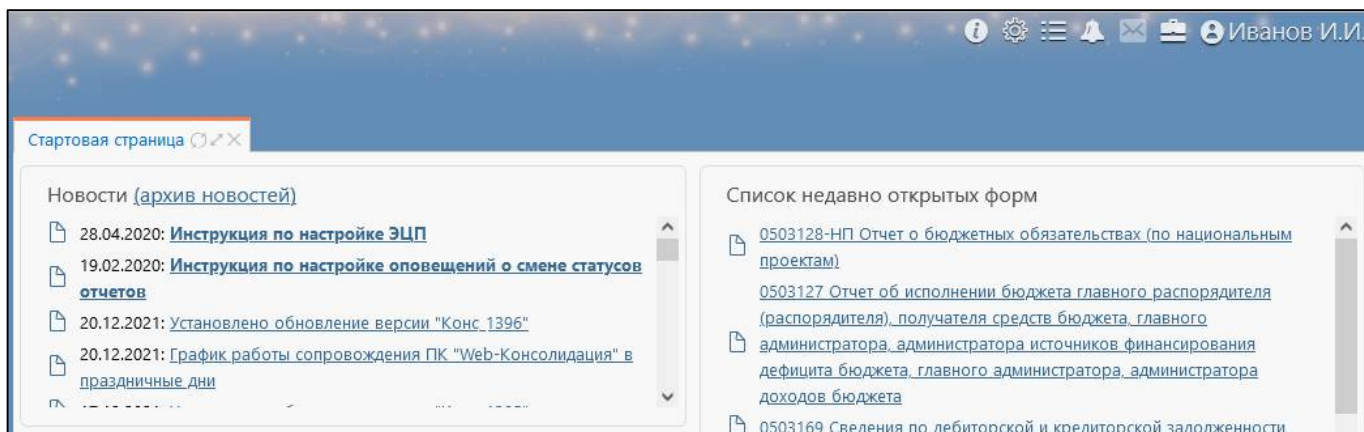 Иванов И.И.
Стартовая страница
Новости (архив новостей)
28.04.2020: Инструкция по настройке ЭЦП
19.02.2020: Инструкция по настройке оповещений о смене статусов
отчетов
20.12.2021: Установлено обновление версии "Конс_1396"
20.12.2021: График работы сопровождения ПК "Web-Консолидация" в
праздничные дни
Список недавно открытых форм
0503128-НП Отчет о бюджетных обязательствах (по национальным
проектам)
0503127 Отчет об исполнении бюджета главного распорядителя
(распорядителя), получателя средств бюджета, главного
администратора, администратора источников финансирования
дефицита бюджета, главного администратора, администратора
доходов бюджета
0503169 Сведения по дебиторской и кредиторской задолженности